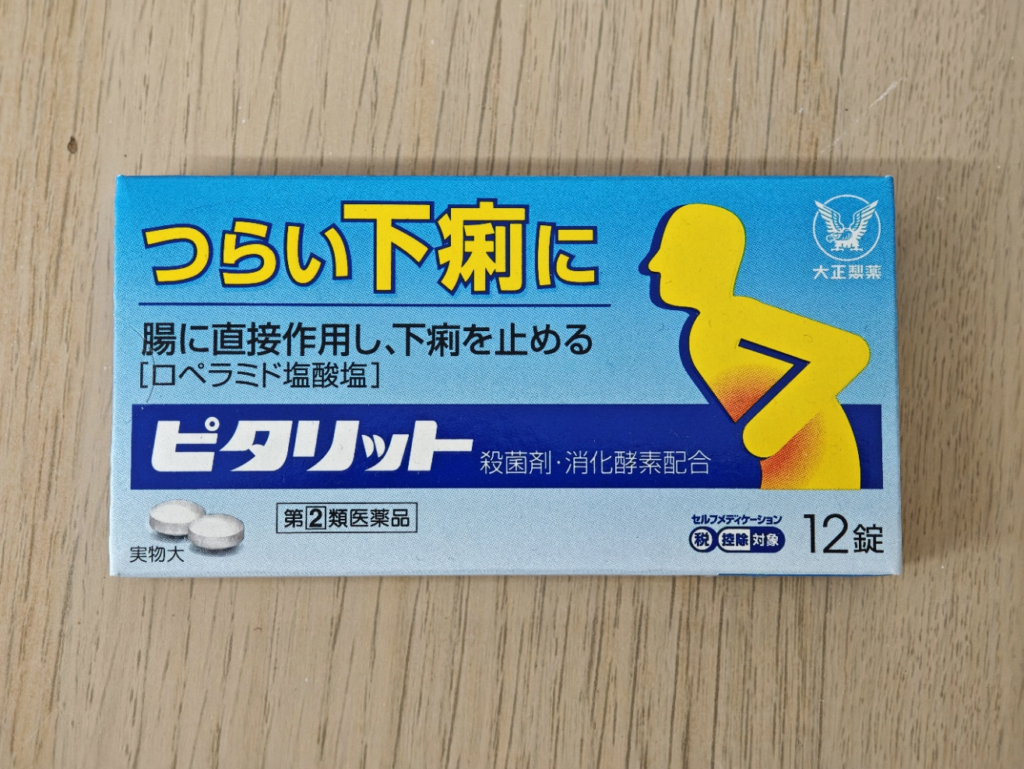 つらい下痢に
大正製薬
腸に直接作用し、下痢を止める
[ロペラミド塩酸塩]
ピタリット 殺菌剤・消化酵素配合
第②類医薬品
実物大
セルフメディケーション
税 控除 対象
12錠